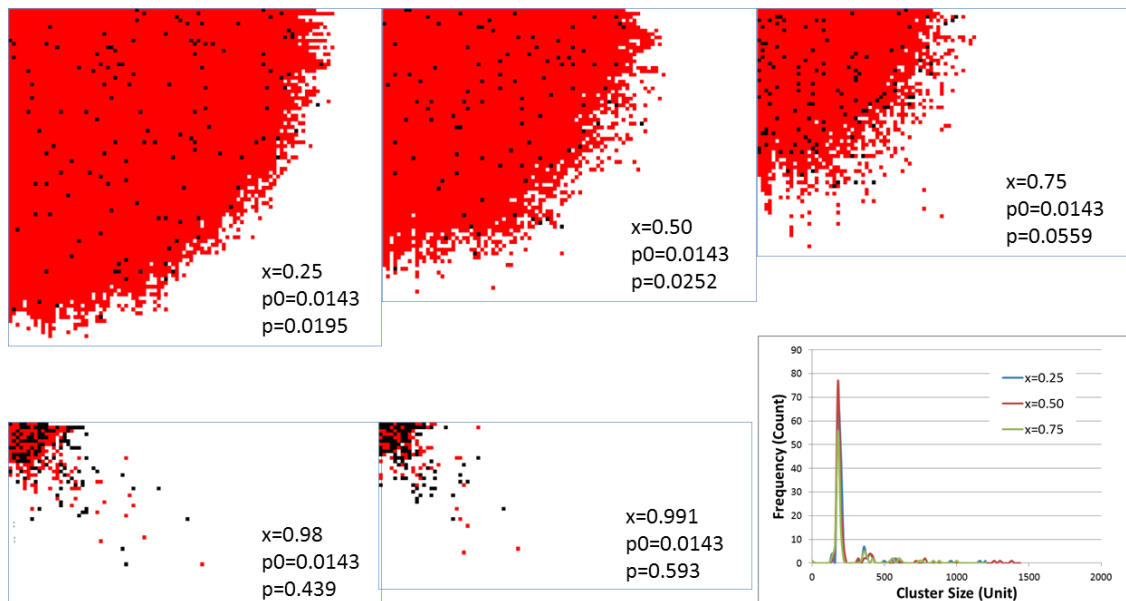 x=0.25
p0=0.0143
p=0.0195
x=0.50
p0=0.0143
p=0.0252
x=0.75
p0=0.0143
p=0.0559
x=0.98
p0=0.0143
p=0.439
x=0.991
p0=0.0143
p=0.593
90
80
70
60
50
40
30
20
10
0
Frequency (Count)
x=0.25
x=0.50
x=0.75
0 500 1000 1500 2000
Cluster Size (Unit)